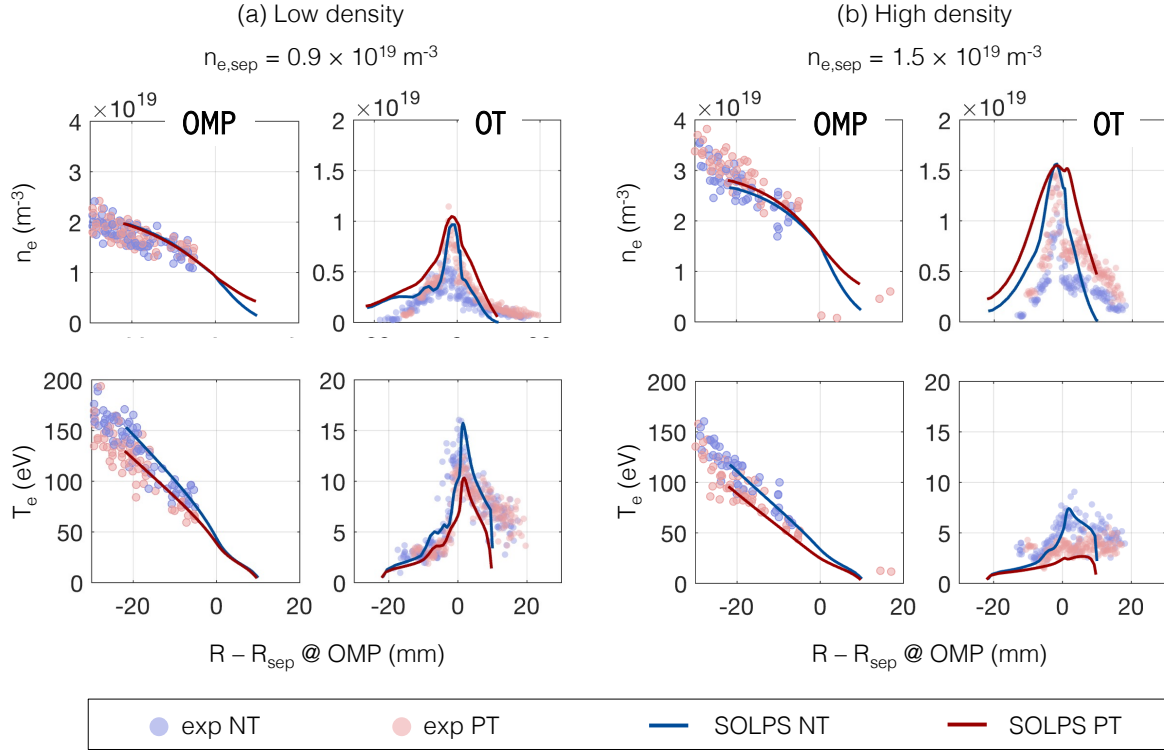 (a) Low density
n_e,sep = 0.9 × 10^19 m^-3
(b) High density
n_e,sep = 1.5 × 10^19 m^-3
×10^19
OMP
4
3
2
1
0
n_e (m^-3)
×10^19
OT
2
1.5
1
0.5
0
×10^19
OMP
4
3
2
1
0
n_e (m^-3)
×10^19
OT
2
1.5
1
0.5
0
200
150
100
50
0
T_e (eV)
-20 0 20
20
15
10
5
0
-20 0 20
200
150
100
50
0
T_e (eV)
-20 0 20
20
15
10
5
0
-20 0 20
R – R_sep @ OMP (mm)
R – R_sep @ OMP (mm)
exp NT
exp PT
SOLPS NT
SOLPS PT